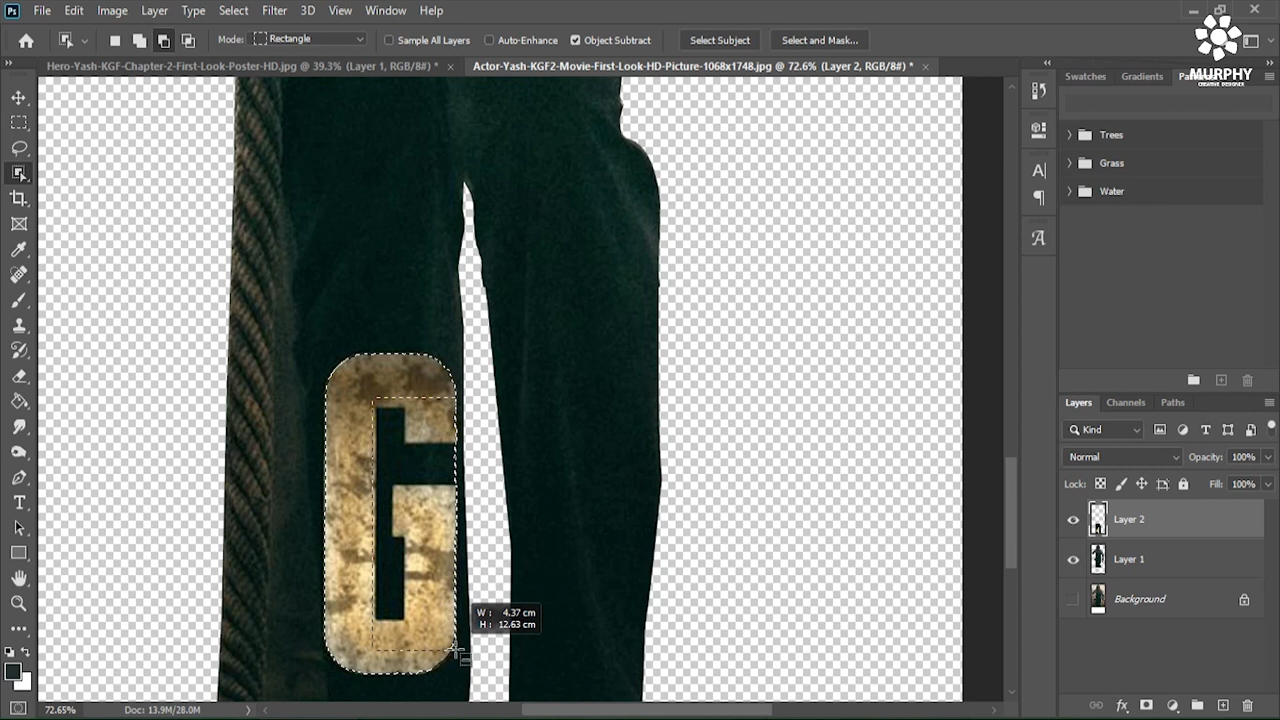 Ps File Edit Image Layer Type Select Filter 3D View Window Help
Mode: Rectangle Sample All Layers Auto-Enhance Object Subtract Select Subject Select and Mask...
Hero-Yash-KGF-Chapter-2-First-Look-Poster-HD.jpg @ 39.3% (Layer 1, RGB/8#) * Actor-Yash-KGF2-Movie-First-Look-HD-Picture-1068x1748.jpg @ 72.6% (Layer 2, RGB/8#) *
MURPHY
CREATIVE DESIGNER
Swatches Gradients
Trees
Grass
Water
G
W : 4.37 cm
H : 12.63 cm
Layers Channels Paths
Kind
Normal Opacity: 100%
Lock: Fill: 100%
Layer 2
Layer 1
Background
72.65% Doc: 13.9M/28.0M